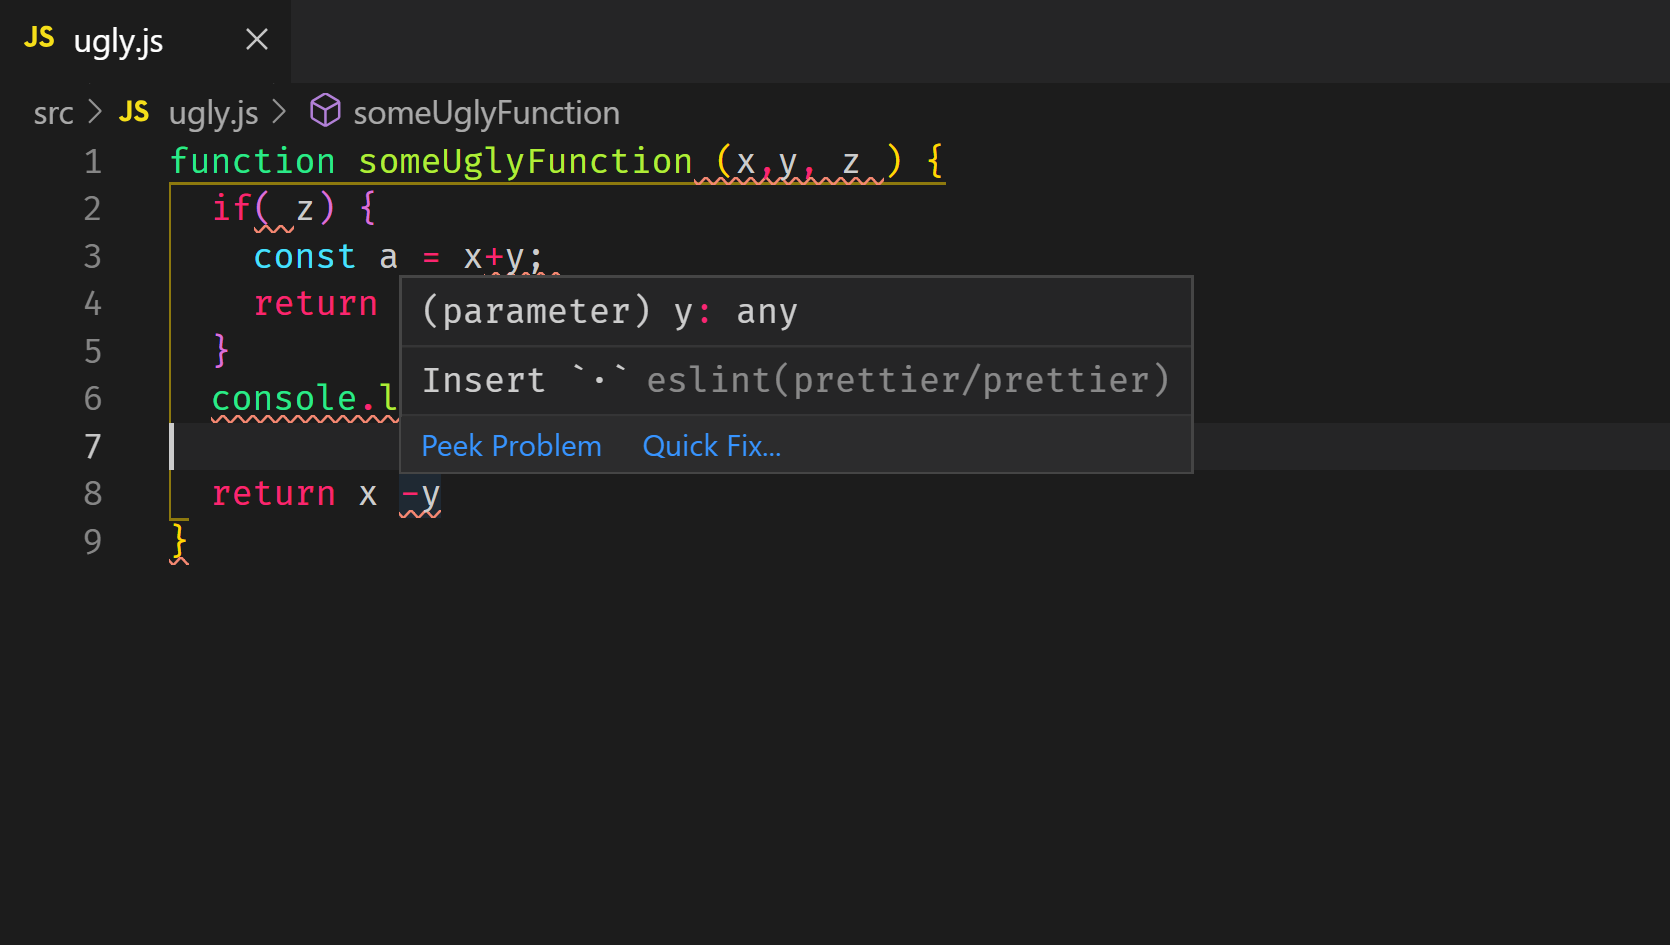 JS ugly.js
src > JS ugly.js > someUglyFunction
1 function someUglyFunction (x,y, z ) {
2 if( z) {
3 const a = x+y;
4 return
(parameter) y: any
5 }
Insert `·` eslint(prettier/prettier)
6 console.l
7
Peek Problem Quick Fix...
8 return x -y
9 }